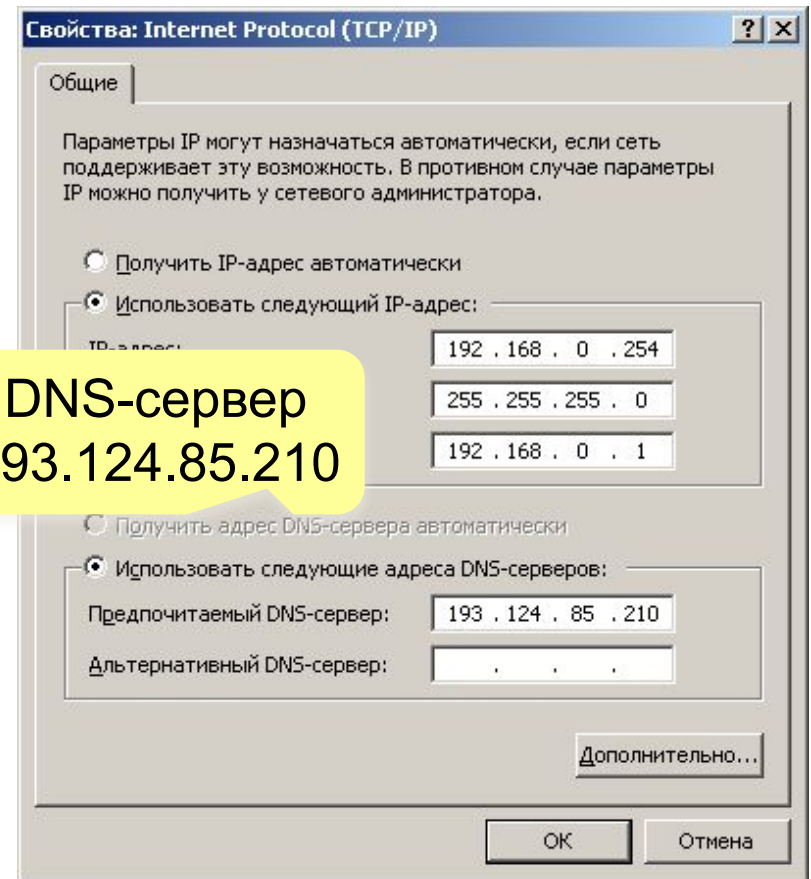 Свойства: Internet Protocol (TCP/IP)
Общие
Параметры IP могут назначаться автоматически, если сеть
поддерживает эту возможность. В противном случае параметры
IP можно получить у сетевого администратора.
Получить IP-адрес автоматически
Использовать следующий IP-адрес:
IP-адрес:
192 . 168 . 0 . 254
DNS-сервер
93.124.85.210
255 . 255 . 255 . 0
192 . 168 . 0 . 1
Получить адрес DNS-сервера автоматически
Использовать следующие адреса DNS-серверов:
Предпочитаемый DNS-сервер: 193 . 124 . 85 . 210
Альтернативный DNS-сервер: . . .
Дополнительно...
ОК Отмена